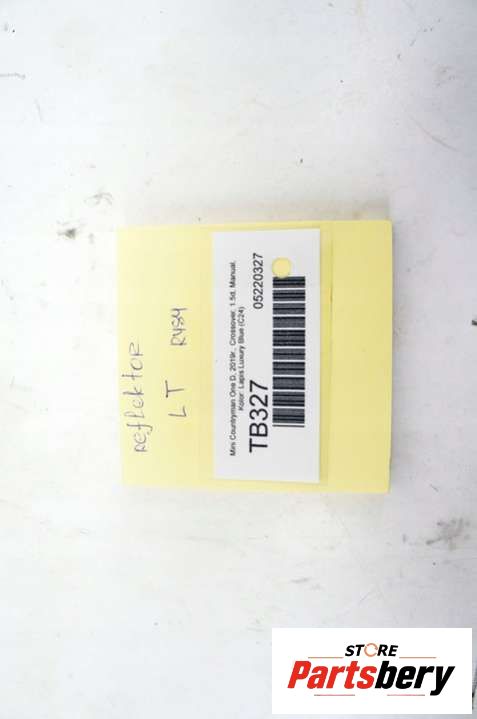 Reflektor
LT RYSY
Mini Countryman One D, 2019r., Crossover, 1.5d, Manual,
Kolor: Lapis Luxury Blue (C24)
TB327 05220327
STORE
Partsbery